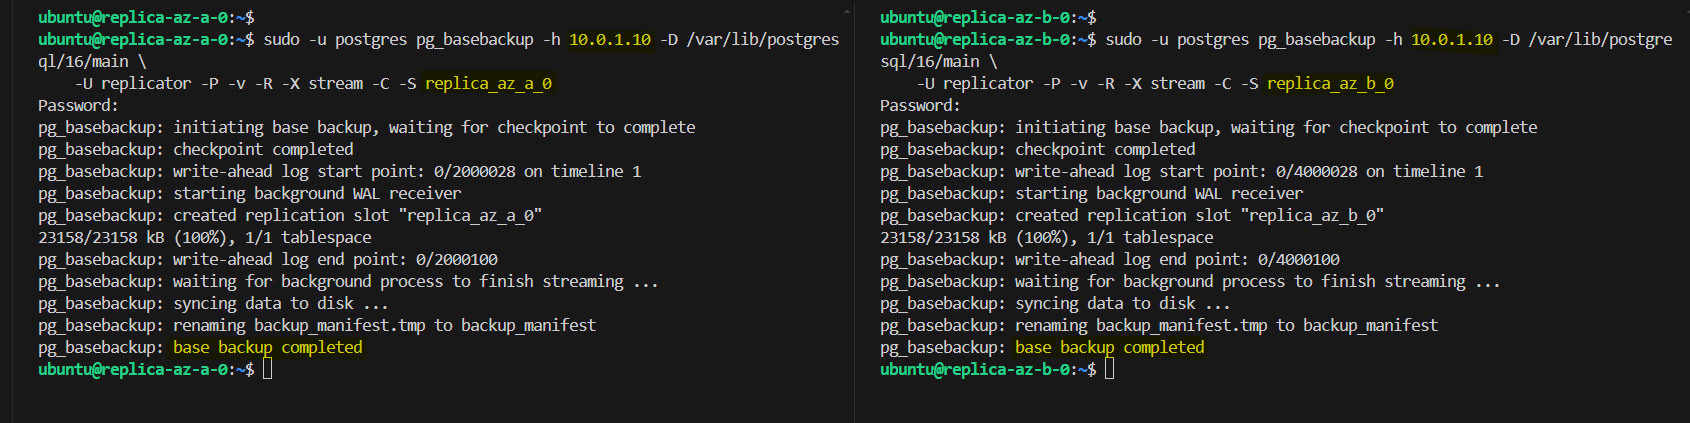 ubuntu@replica-az-a-0:~$
ubuntu@replica-az-a-0:~$ sudo -u postgres pg_basebackup -h 10.0.1.10 -D /var/lib/postgres
ql/16/main \
-U replicator -P -v -R -X stream -C -S replica_az_a_0
Password:
pg_basebackup: initiating base backup, waiting for checkpoint to complete
pg_basebackup: checkpoint completed
pg_basebackup: write-ahead log start point: 0/2000028 on timeline 1
pg_basebackup: starting background WAL receiver
pg_basebackup: created replication slot "replica_az_a_0"
23158/23158 kB (100%), 1/1 tablespace
pg_basebackup: write-ahead log end point: 0/2000100
pg_basebackup: waiting for background process to finish streaming ...
pg_basebackup: syncing data to disk ...
pg_basebackup: renaming backup_manifest.tmp to backup_manifest
pg_basebackup: base backup completed
ubuntu@replica-az-a-0:~$
ubuntu@replica-az-b-0:~$
ubuntu@replica-az-b-0:~$ sudo -u postgres pg_basebackup -h 10.0.1.10 -D /var/lib/postgre
sql/16/main \
-U replicator -P -v -R -X stream -C -S replica_az_b_0
Password:
pg_basebackup: initiating base backup, waiting for checkpoint to complete
pg_basebackup: checkpoint completed
pg_basebackup: write-ahead log start point: 0/4000028 on timeline 1
pg_basebackup: starting background WAL receiver
pg_basebackup: created replication slot "replica_az_b_0"
23158/23158 kB (100%), 1/1 tablespace
pg_basebackup: write-ahead log end point: 0/4000100
pg_basebackup: waiting for background process to finish streaming ...
pg_basebackup: syncing data to disk ...
pg_basebackup: renaming backup_manifest.tmp to backup_manifest
pg_basebackup: base backup completed
ubuntu@replica-az-b-0:~$